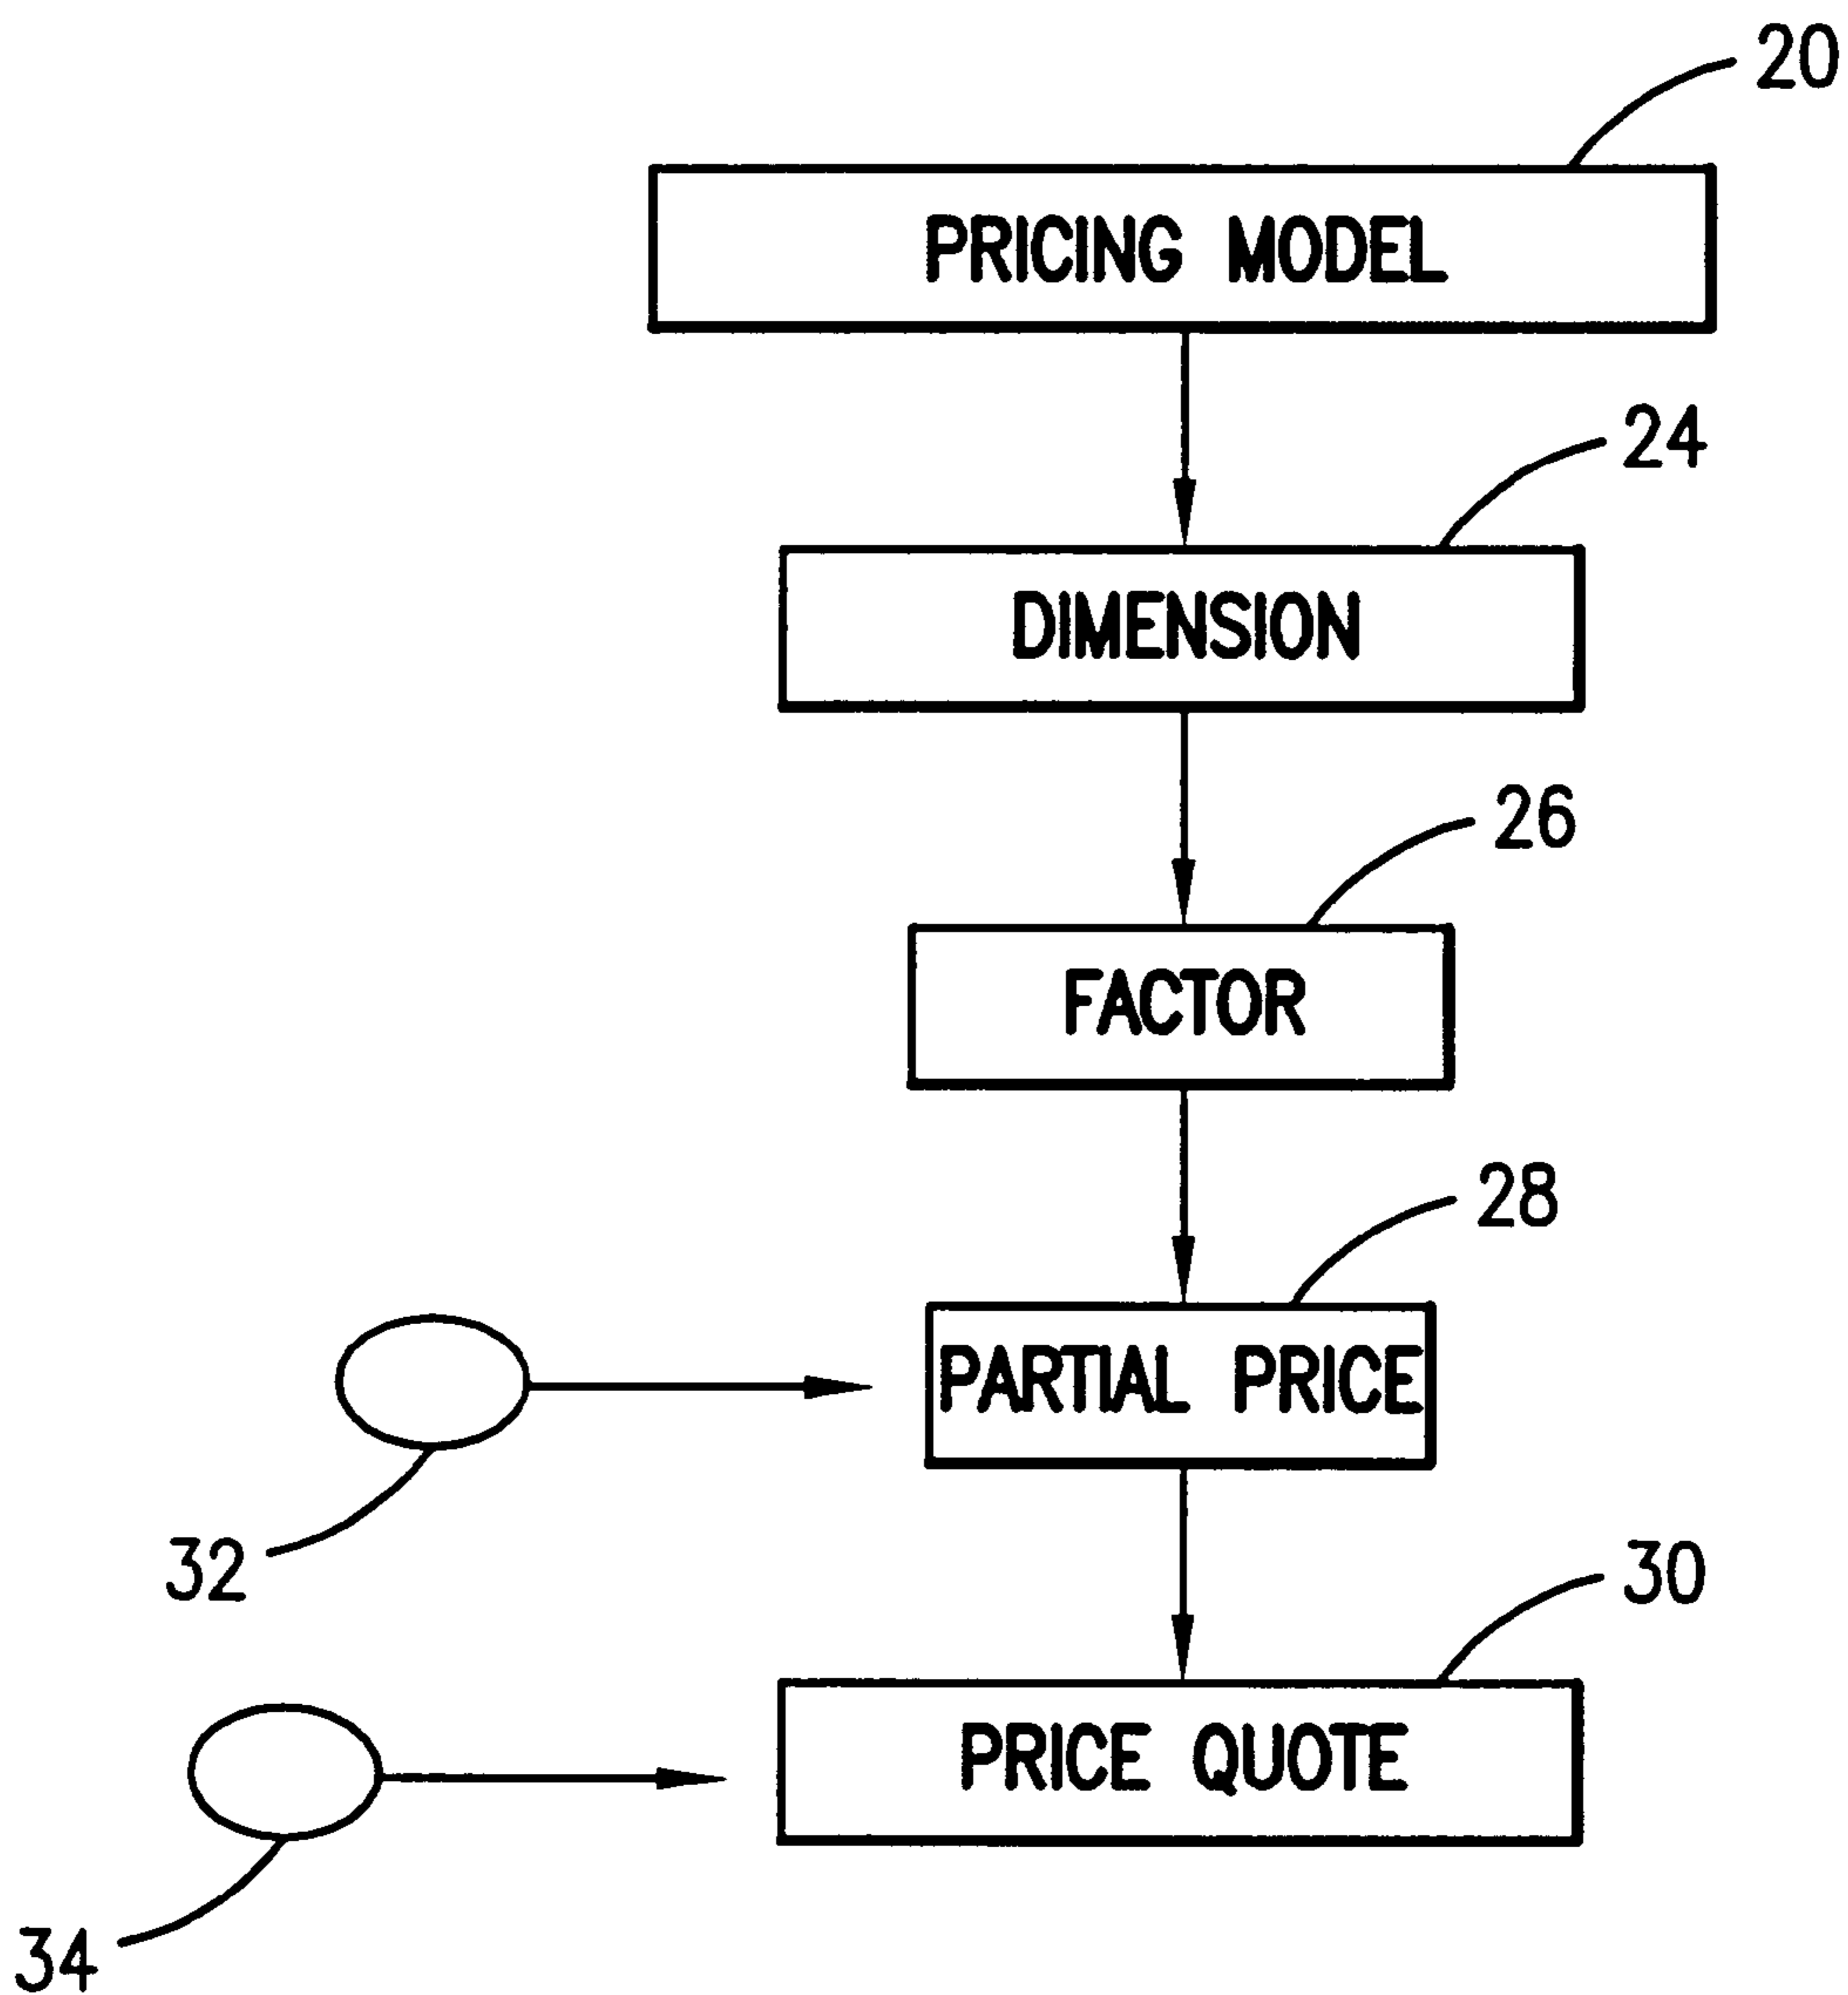 20
PRICING MODEL
24
DIMENSION
26
FACTOR
28
PARTIAL PRICE
32
30
PRICE QUOTE
34